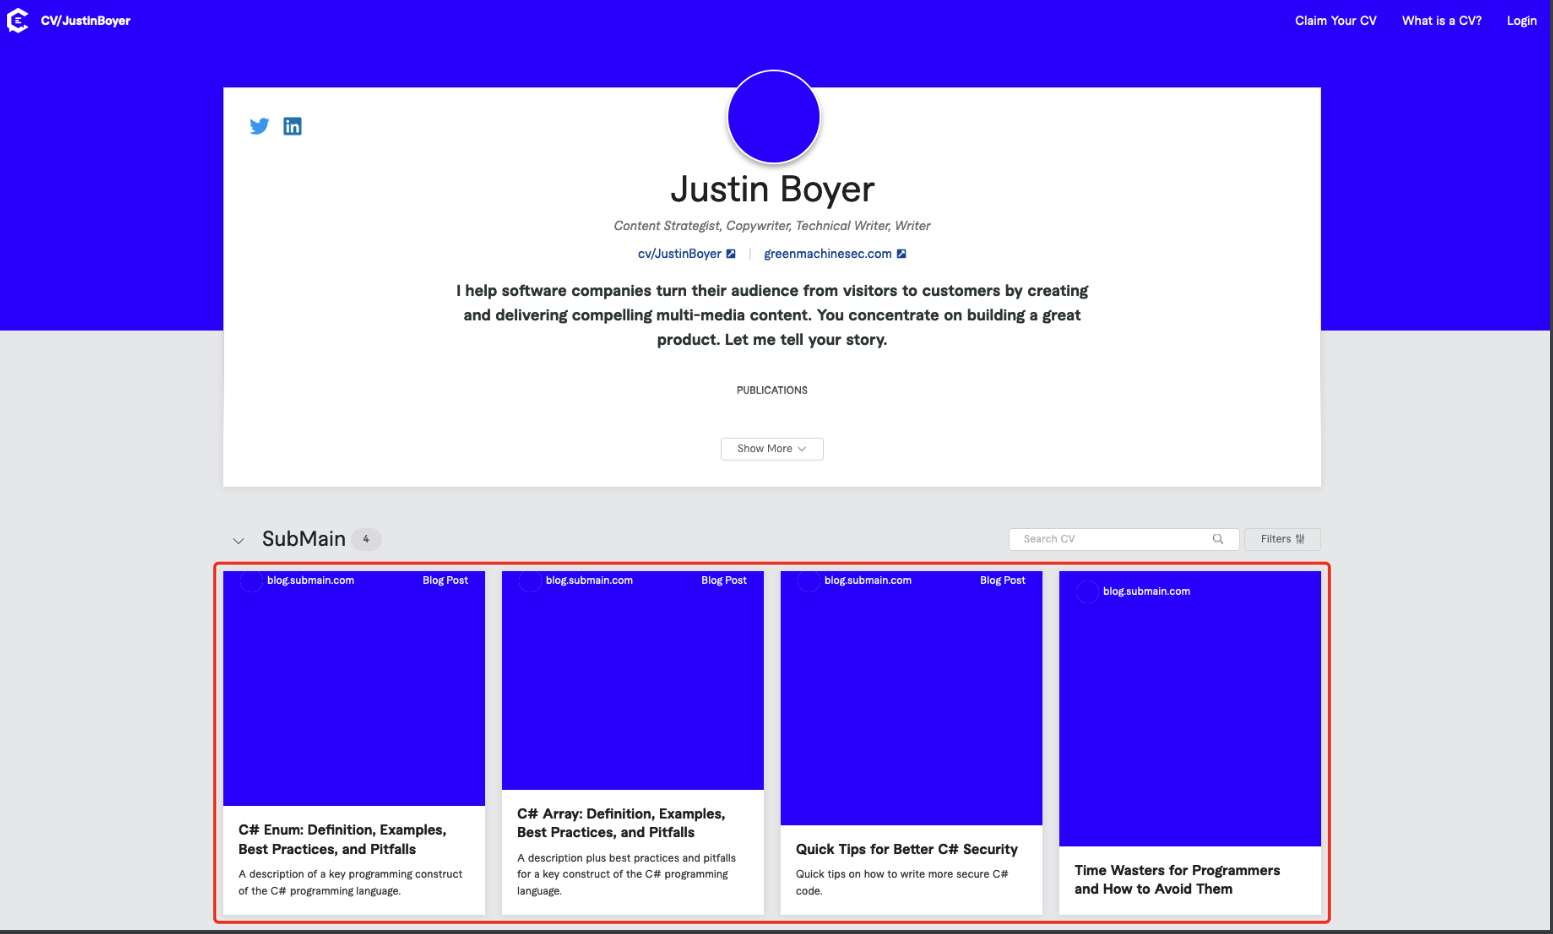 CV/JustinBoyer
Claim Your CV
What is a CV?
Login
Justin Boyer
Content Strategist, Copywriter, Technical Writer, Writer
cv/JustinBoyer | greenmachinesec.com
I help software companies turn their audience from visitors to customers by creating
and delivering compelling multi-media content. You concentrate on building a great
product. Let me tell your story.
PUBLICATIONS
Show More
SubMain 4
Search CV
Filters
blog.submain.com
Blog Post
C# Enum: Definition, Examples,
Best Practices, and Pitfalls
A description of a key programming construct
of the C# programming language.
blog.submain.com
Blog Post
C# Array: Definition, Examples,
Best Practices, and Pitfalls
A description plus best practices and pitfalls
for a key construct of the C# programming
language.
blog.submain.com
Blog Post
Quick Tips for Better C# Security
Quick tips on how to write more secure C#
code.
blog.submain.com
Time Wasters for Programmers
and How to Avoid Them